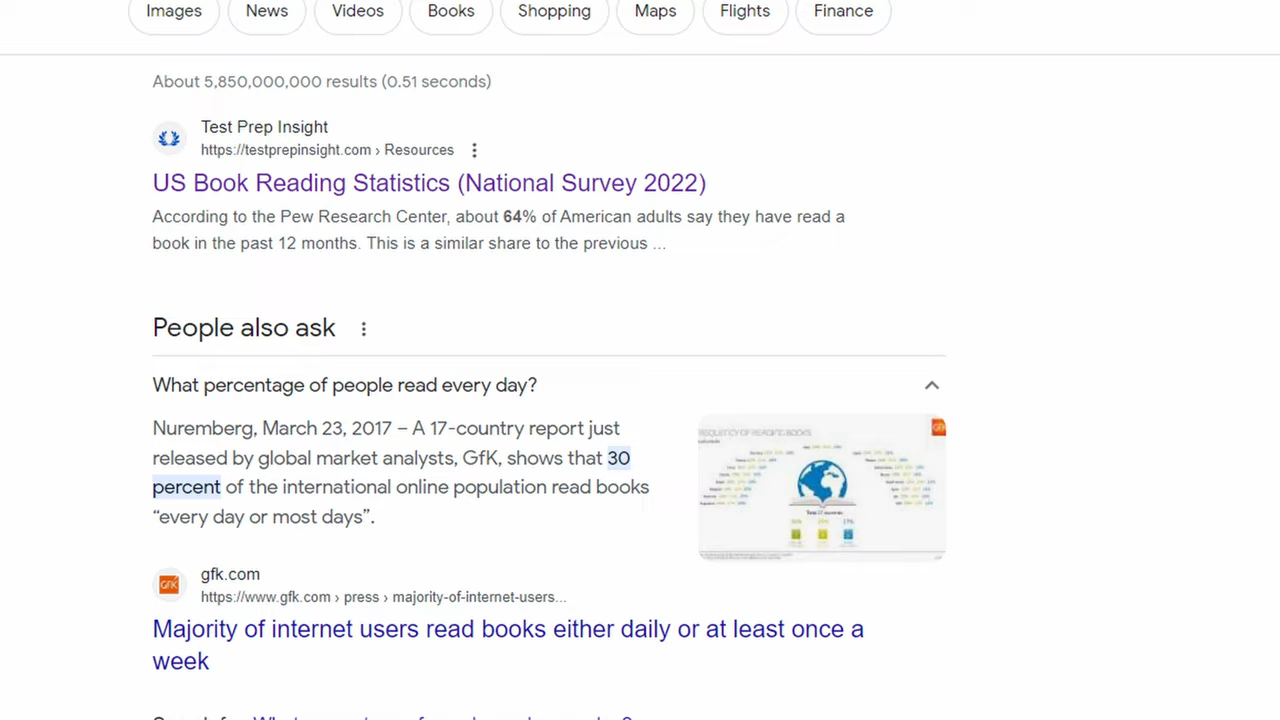 Images News Videos Books Shopping Maps Flights Finance
About 5,850,000,000 results (0.51 seconds)
Test Prep Insight
https://testprepinsight.com › Resources
US Book Reading Statistics (National Survey 2022)
According to the Pew Research Center, about 64% of American adults say they have read a
book in the past 12 months. This is a similar share to the previous ...
People also ask
What percentage of people read every day?
Nuremberg, March 23, 2017 – A 17-country report just
released by global market analysts, GfK, shows that 30
percent of the international online population read books
“every day or most days”.
FREQUENCY OF READING BOOKS
GfK
gfk.com
https://www.gfk.com › press › majority-of-internet-users...
Majority of internet users read books either daily or at least once a
week